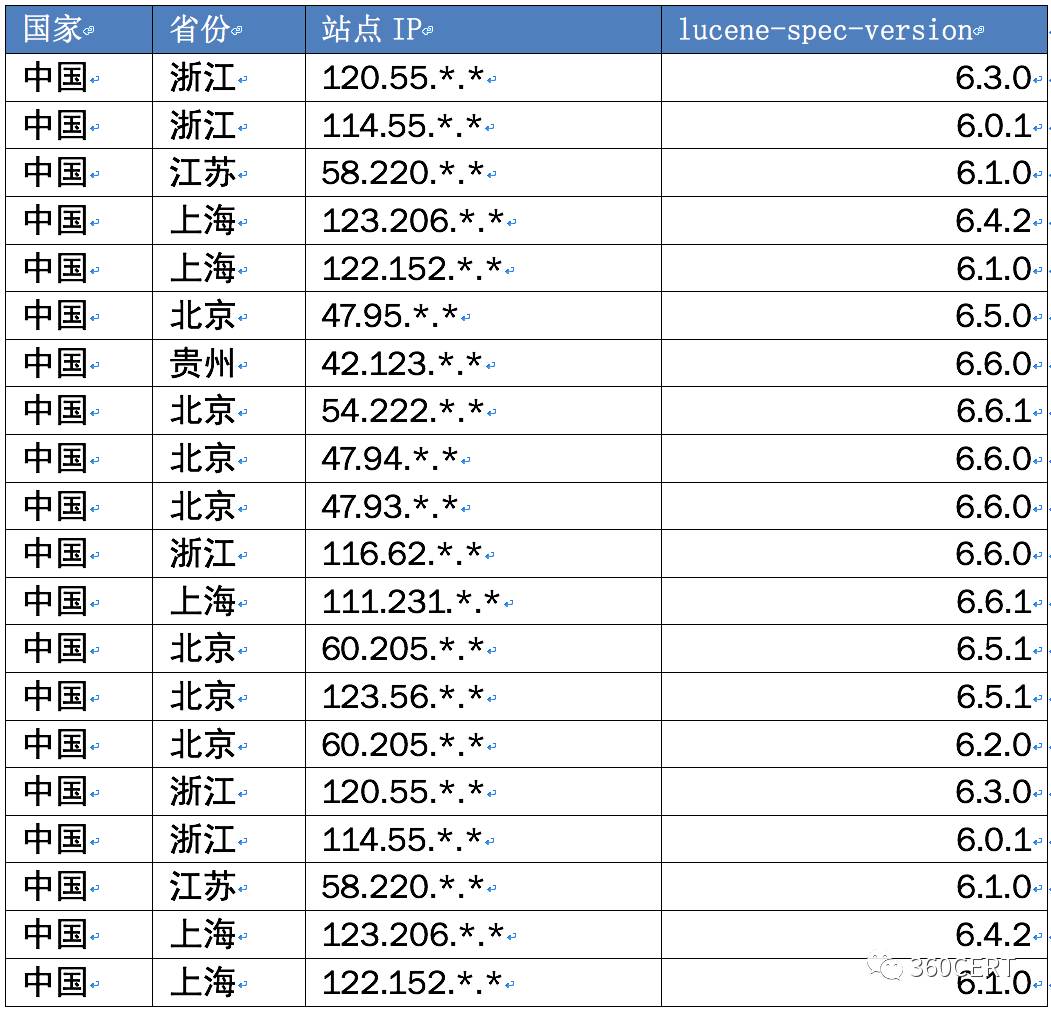 国家 省份 站点 IP lucene-spec-version
中国 浙江 120.55.*.* 6.3.0
中国 浙江 114.55.*.* 6.0.1
中国 江苏 58.220.*.* 6.1.0
中国 上海 123.206.*.* 6.4.2
中国 上海 122.152.*.* 6.1.0
中国 北京 47.95.*.* 6.5.0
中国 贵州 42.123.*.* 6.6.0
中国 北京 54.222.*.* 6.6.1
中国 北京 47.94.*.* 6.6.0
中国 北京 47.93.*.* 6.6.0
中国 浙江 116.62.*.* 6.6.0
中国 上海 111.231.*.* 6.6.1
中国 北京 60.205.*.* 6.5.1
中国 北京 123.56.*.* 6.5.1
中国 北京 60.205.*.* 6.2.0
中国 浙江 120.55.*.* 6.3.0
中国 浙江 114.55.*.* 6.0.1
中国 江苏 58.220.*.* 6.1.0
中国 上海 123.206.*.* 6.4.2
360CERT
中国 上海 122.152.*.* 6.1.0